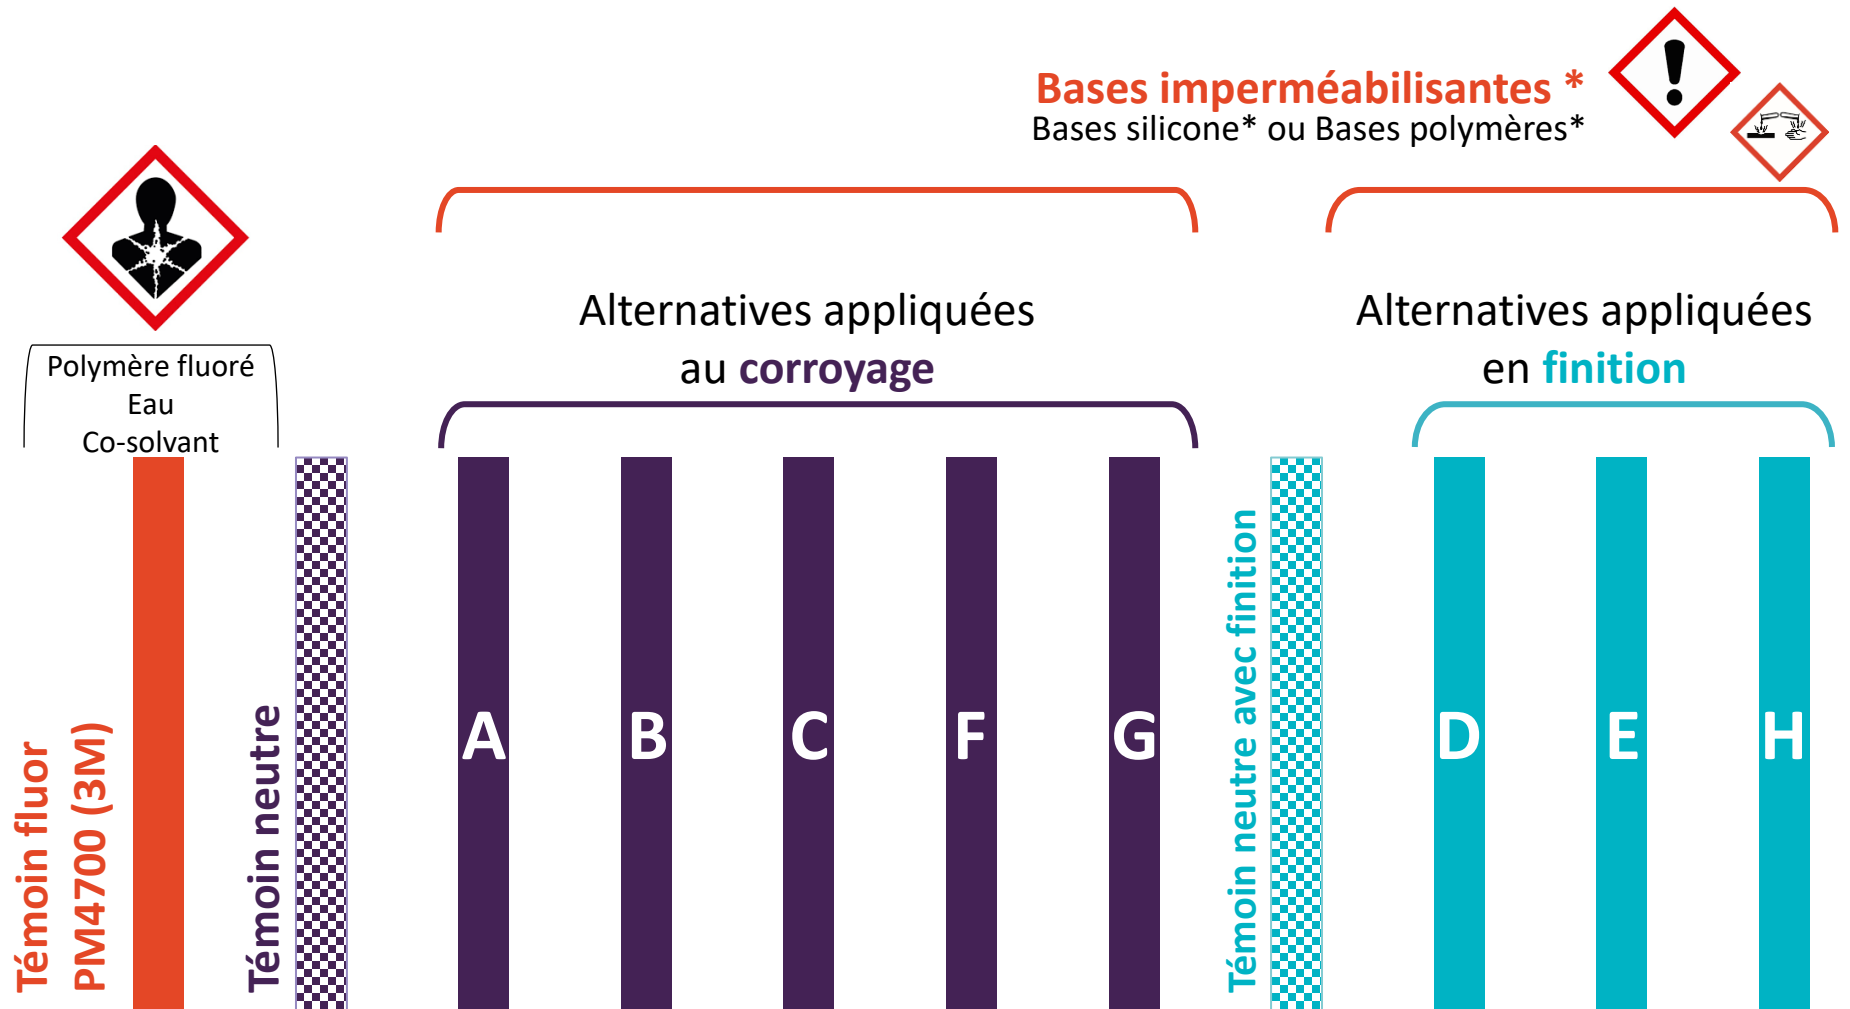 Bases imperméabilisantes *
Bases silicone* ou Bases polymères*
Polymère fluoré
Eau
Co-solvant
Alternatives appliquées
au corroyage
Alternatives appliquées
en finition
Témoin fluor
PM4700 (3M)
Témoin neutre
A
B
C
F
G
Témoin neutre avec finition
D
E
H